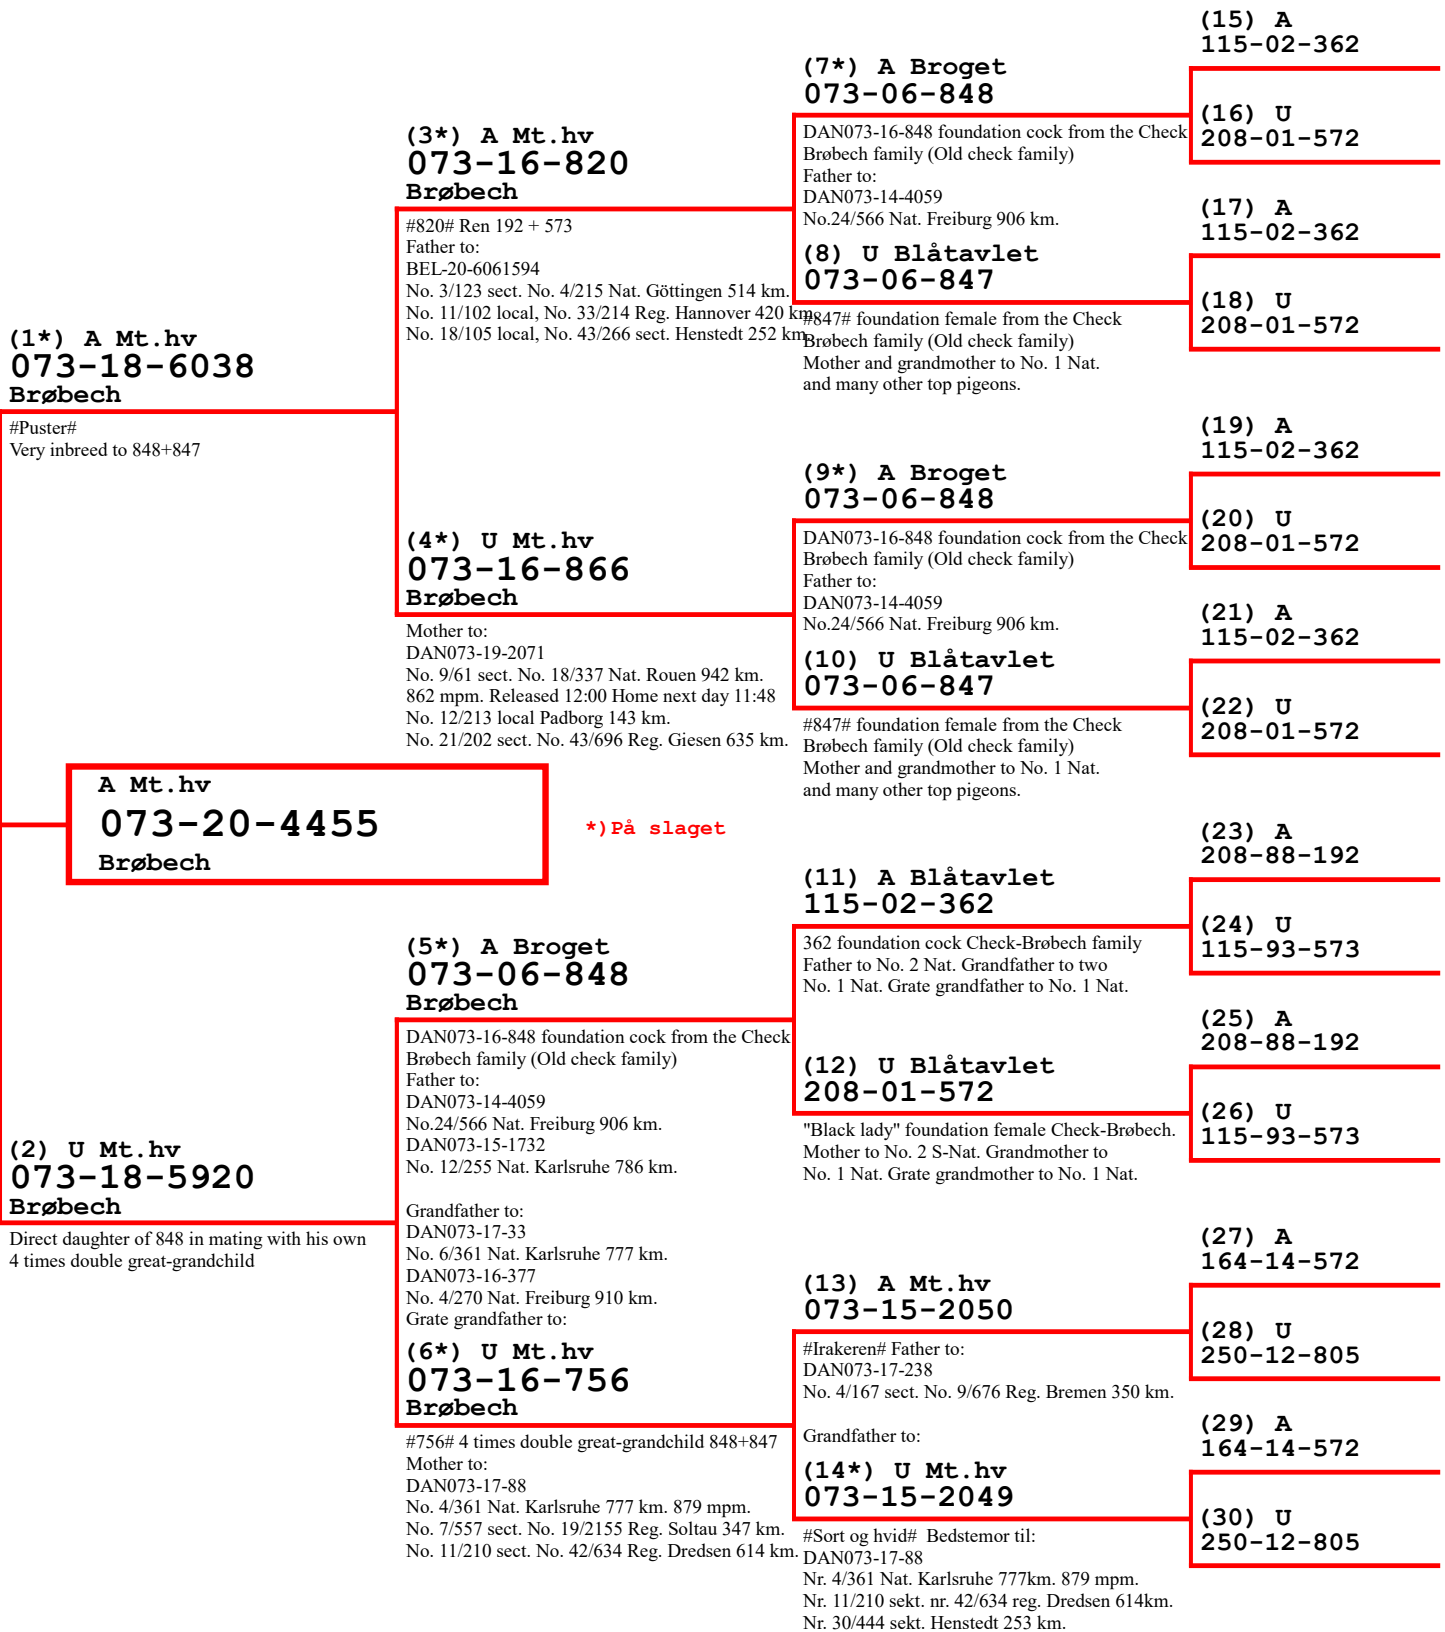 (1*) A Mt.hv
073-18-6038
Brøbech
#Puster#
Very inbreed to 848+847
A Mt.hv
073-20-4455
Brøbech
*)På slaget
(2) U Mt.hv
073-18-5920
Brøbech
Direct daughter of 848 in mating with his own
4 times double great-grandchild
(3*) A Mt.hv
073-16-820
Brøbech
#820# Ren 192 + 573
Father to:
BEL-20-6061594
No. 3/123 sect. No. 4/215 Nat. Göttingen 514 km.
No. 11/102 local, No. 33/214 Reg. Hannover 420 km.
No. 18/105 local, No. 43/266 sect. Henstedt 252 km.
(4*) U Mt.hv
073-16-866
Brøbech
Mother to:
DAN073-19-2071
No. 9/61 sect. No. 18/337 Nat. Rouen 942 km.
862 mpm. Released 12:00 Home next day 11:48
No. 12/213 local Padborg 143 km.
No. 21/202 sect. No. 43/696 Reg. Giesen 635 km.
(5*) A Broget
073-06-848
Brøbech
DAN073-16-848 foundation cock from the Check
Brøbech family (Old check family)
Father to:
DAN073-14-4059
No.24/566 Nat. Freiburg 906 km.
DAN073-15-1732
No. 12/255 Nat. Karlsruhe 786 km.
Grandfather to:
DAN073-17-33
No. 6/361 Nat. Karlsruhe 777 km.
DAN073-16-377
No. 4/270 Nat. Freiburg 910 km.
Grate grandfather to:
(6*) U Mt.hv
073-16-756
Brøbech
#756# 4 times double great-grandchild 848+847
Mother to:
DAN073-17-88
No. 4/361 Nat. Karlsruhe 777 km. 879 mpm.
No. 7/557 sect. No. 19/2155 Reg. Soltau 347 km.
No. 11/210 sect. No. 42/634 Reg. Dredsen 614 km.
(7*) A Broget
073-06-848
DAN073-16-848 foundation cock from the Check
Brøbech family (Old check family)
Father to:
DAN073-14-4059
No.24/566 Nat. Freiburg 906 km.
(8) U Blåtavlet
073-06-847
#847# foundation female from the Check
Brøbech family (Old check family)
Mother and grandmother to No. 1 Nat.
and many other top pigeons.
(9*) A Broget
073-06-848
DAN073-16-848 foundation cock from the Check
Brøbech family (Old check family)
Father to:
DAN073-14-4059
No.24/566 Nat. Freiburg 906 km.
(10) U Blåtavlet
073-06-847
#847# foundation female from the Check
Brøbech family (Old check family)
Mother and grandmother to No. 1 Nat.
and many other top pigeons.
(11) A Blåtavlet
115-02-362
362 foundation cock Check-Brøbech family
Father to No. 2 Nat. Grandfather to two
No. 1 Nat. Grate grandfather to No. 1 Nat.
(12) U Blåtavlet
208-01-572
"Black lady" foundation female Check-Brøbech.
Mother to No. 2 S-Nat. Grandmother to
No. 1 Nat. Grate grandmother to No. 1 Nat.
(13) A Mt.hv
073-15-2050
#Irakeren# Father to:
DAN073-17-238
No. 4/167 sect. No. 9/676 Reg. Bremen 350 km.
Grandfather to:
(14*) U Mt.hv
073-15-2049
#Sort og hvid# Bedstemor til:
DAN073-17-88
Nr. 4/361 Nat. Karlsruhe 777km. 879 mpm.
Nr. 11/210 sekt. nr. 42/634 reg. Dredsen 614km.
Nr. 30/444 sekt. Henstedt 253 km.
(15) A
115-02-362
(16) U
208-01-572
(17) A
115-02-362
(18) U
208-01-572
(19) A
115-02-362
(20) U
208-01-572
(21) A
115-02-362
(22) U
208-01-572
(23) A
208-88-192
(24) U
115-93-573
(25) A
208-88-192
(26) U
115-93-573
(27) A
164-14-572
(28) U
250-12-805
(29) A
164-14-572
(30) U
250-12-805